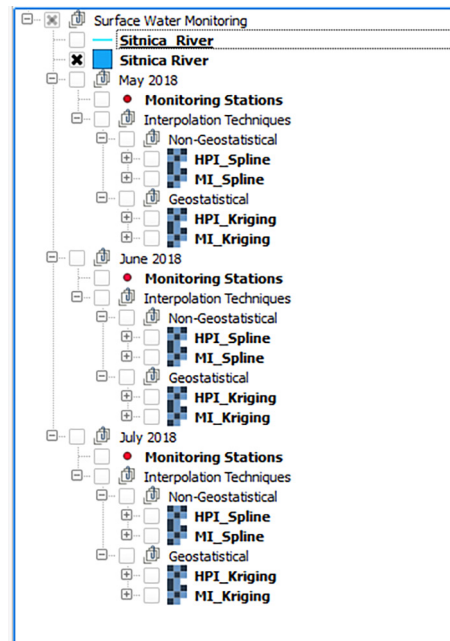 Surface Water Monitoring
Sitnica_River
Sitnica River
May 2018
Monitoring Stations
Interpolation Techniques
Non-Geostatistical
HPI_Spline
MI_Spline
Geostatistical
HPI_Kriging
MI_Kriging
June 2018
Monitoring Stations
Interpolation Techniques
Non-Geostatistical
HPI_Spline
MI_Spline
Geostatistical
HPI_Kriging
MI_Kriging
July 2018
Monitoring Stations
Interpolation Techniques
Non-Geostatistical
HPI_Spline
MI_Spline
Geostatistical
HPI_Kriging
MI_Kriging